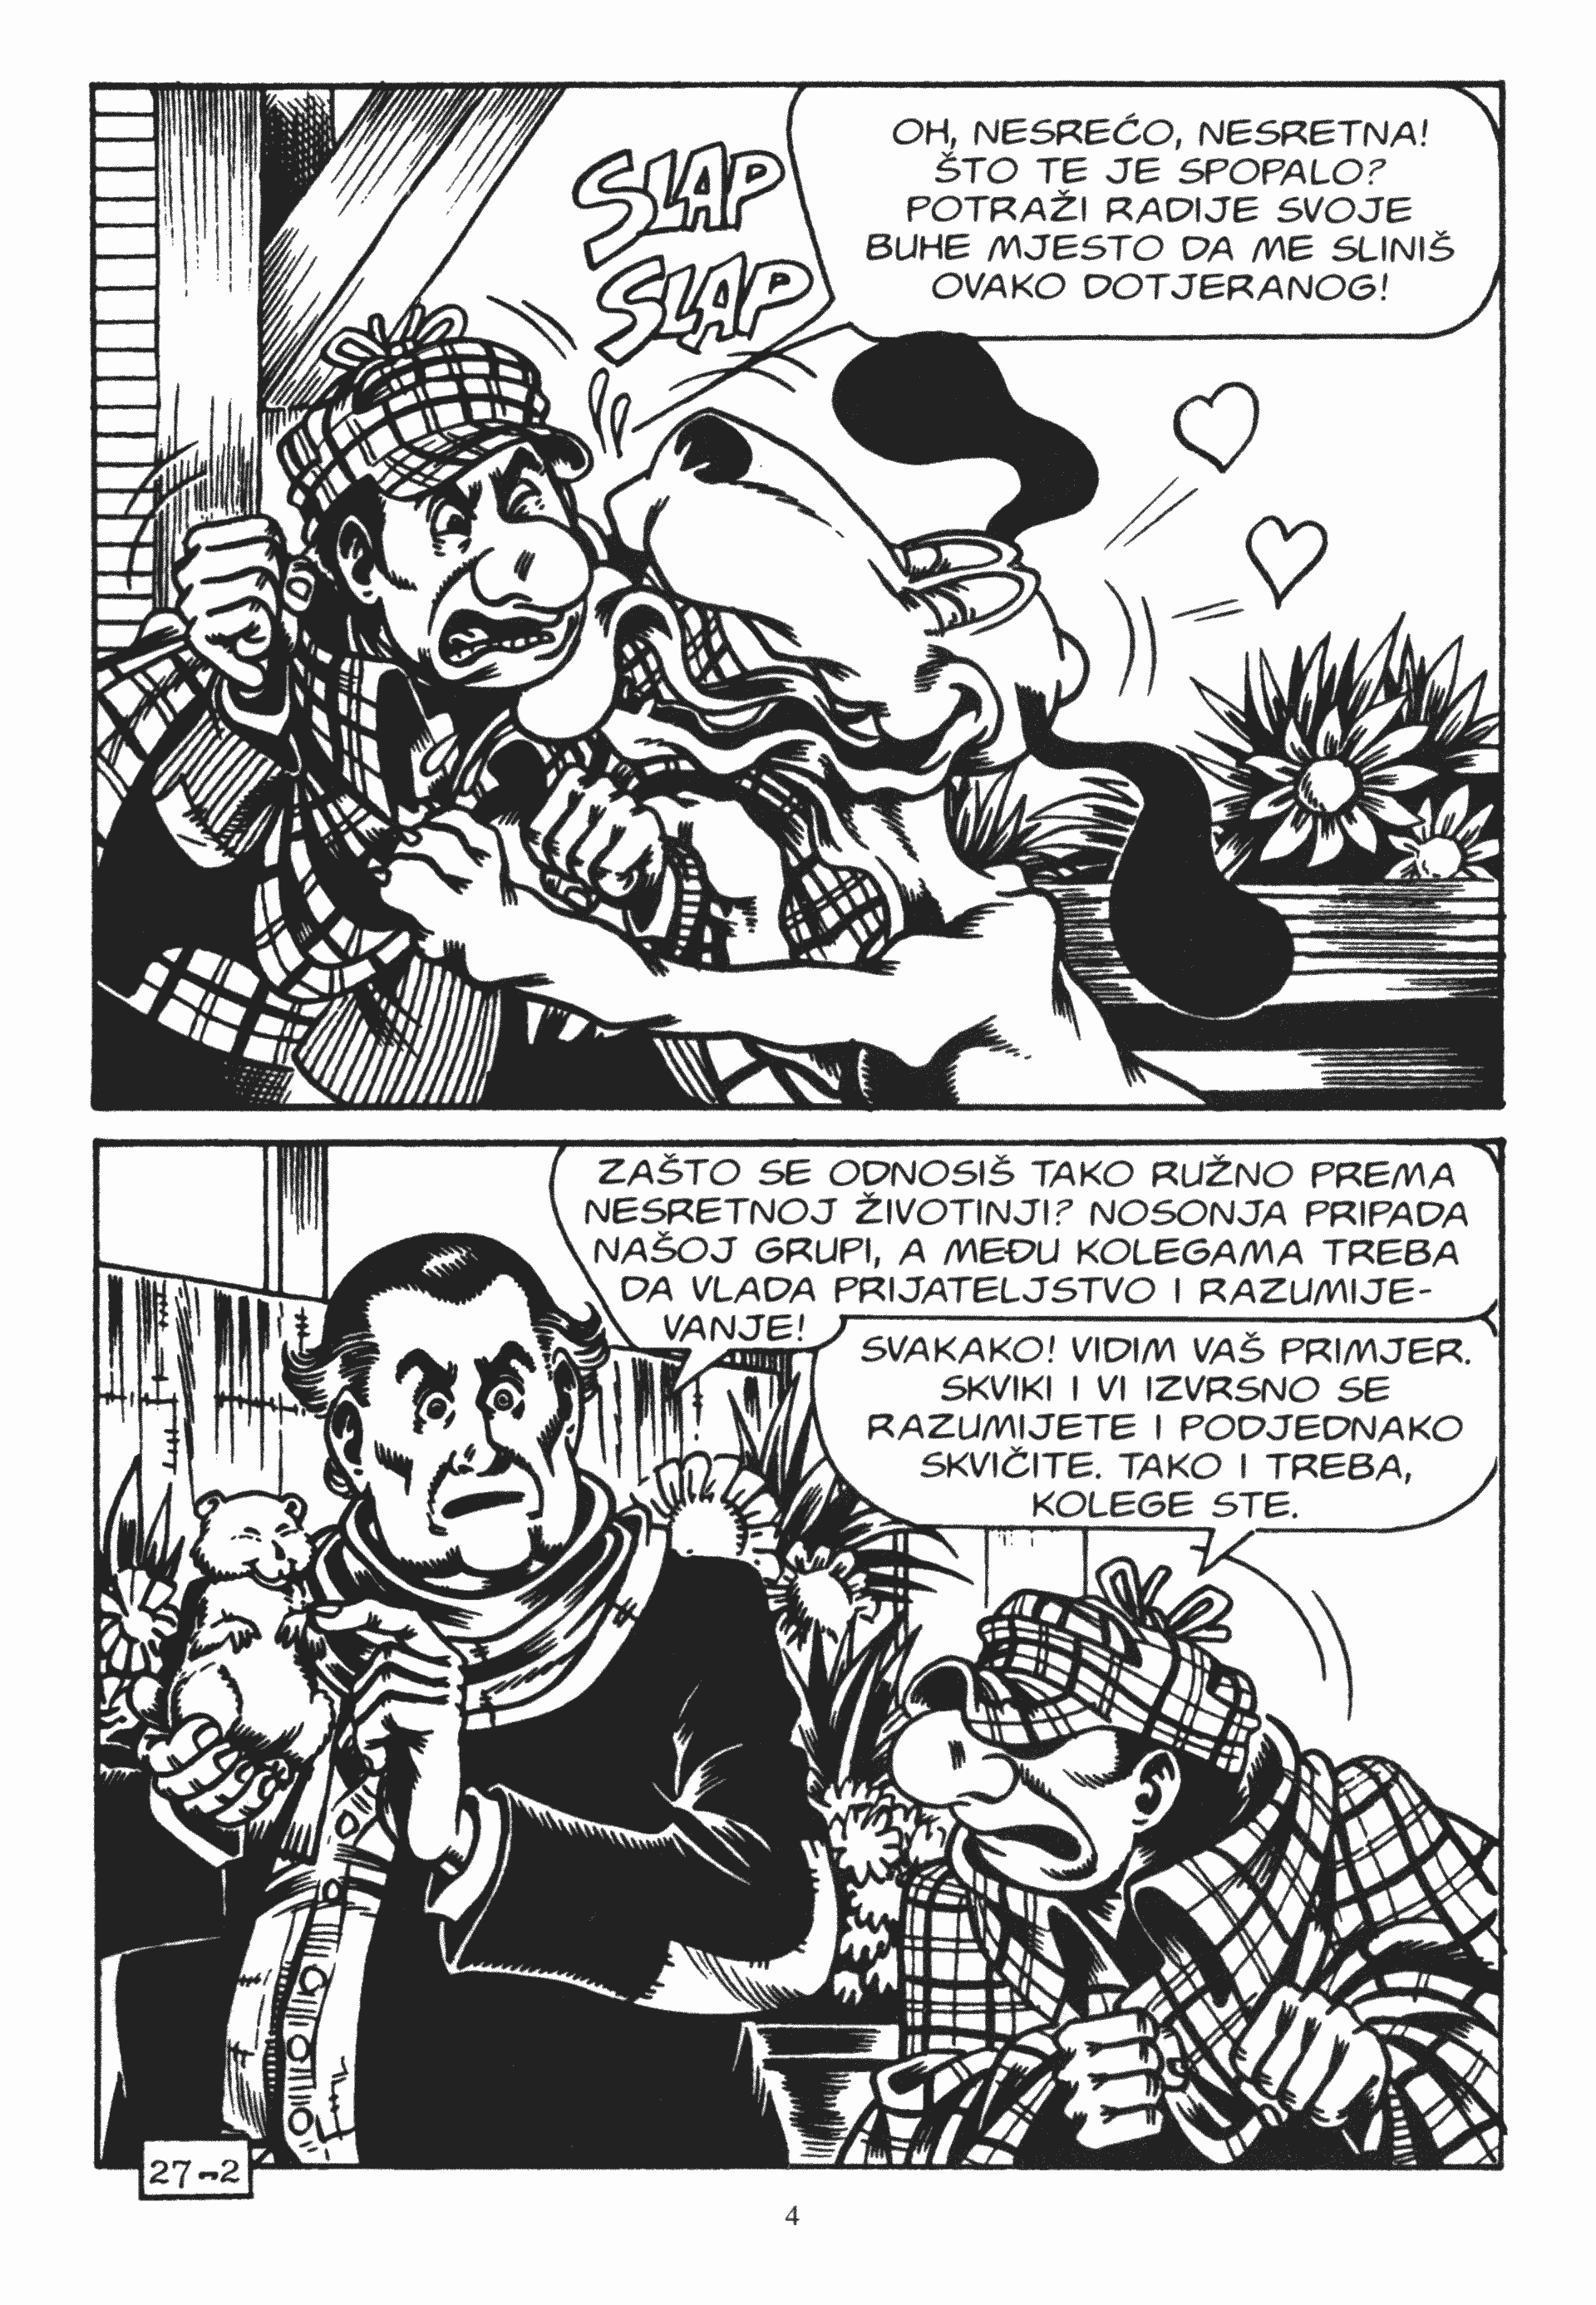 SLAP
SLAP
OH, NESREĆO, NESRETNA!
ŠTO TE JE SPOPALO?
POTRAŽI RADIJE SVOJE
BUHE MJESTO DA ME SLINIŠ
OVAKO DOTJERANOG!
ZAŠTO SE ODNOSIŠ TAKO RUŽNO PREMA
NESRETNOJ ŽIVOTINJI? NOSONJA PRIPADA
NAŠOJ GRUPI, A MEĐU KOLEGAMA TREBA
DA VLADA PRIJATELJSTVO I RAZUMIJE-
VANJE!
SVAKAKO! VIDIM VAŠ PRIMJER.
SKVIKI I VI IZVRSNO SE
RAZUMIJETE I PODJEDNAKO
SKVIČITE. TAKO I TREBA,
KOLEGE STE.
27-2
4